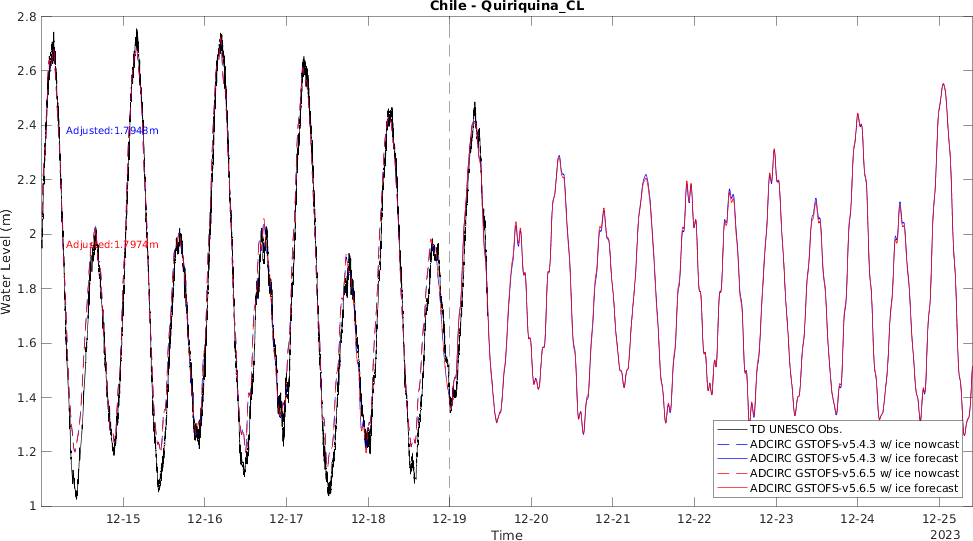 Chile - Quiriquina_CL
2.8
2.6
2.4
2.2
2
1.8
1.6
1.4
1.2
1
Water Level (m)
Adjusted:1.7943m
Adjusted:1.7974m
TD UNESCO Obs.
ADCIRC GSTOFS-v5.4.3 w/ ice nowcast
ADCIRC GSTOFS-v5.4.3 w/ ice forecast
ADCIRC GSTOFS-v5.6.5 w/ ice nowcast
ADCIRC GSTOFS-v5.6.5 w/ ice forecast
12-15 12-16 12-17 12-18 12-19 12-20 12-21 12-22 12-23 12-24 12-25
Time 2023